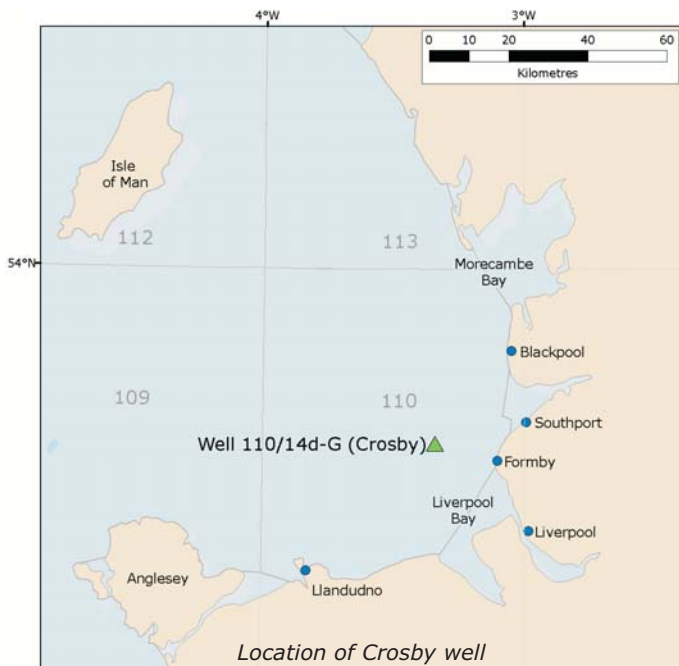 4°W
3°W
0 10 20 40 60
Kilometres
Isle
of Man
112
113
54°N
Morecambe
Bay
Blackpool
109
110
Southport
Well 110/14d-G (Crosby)
Formby
Liverpool
Bay
Liverpool
Anglesey
Llandudno
Location of Crosby well